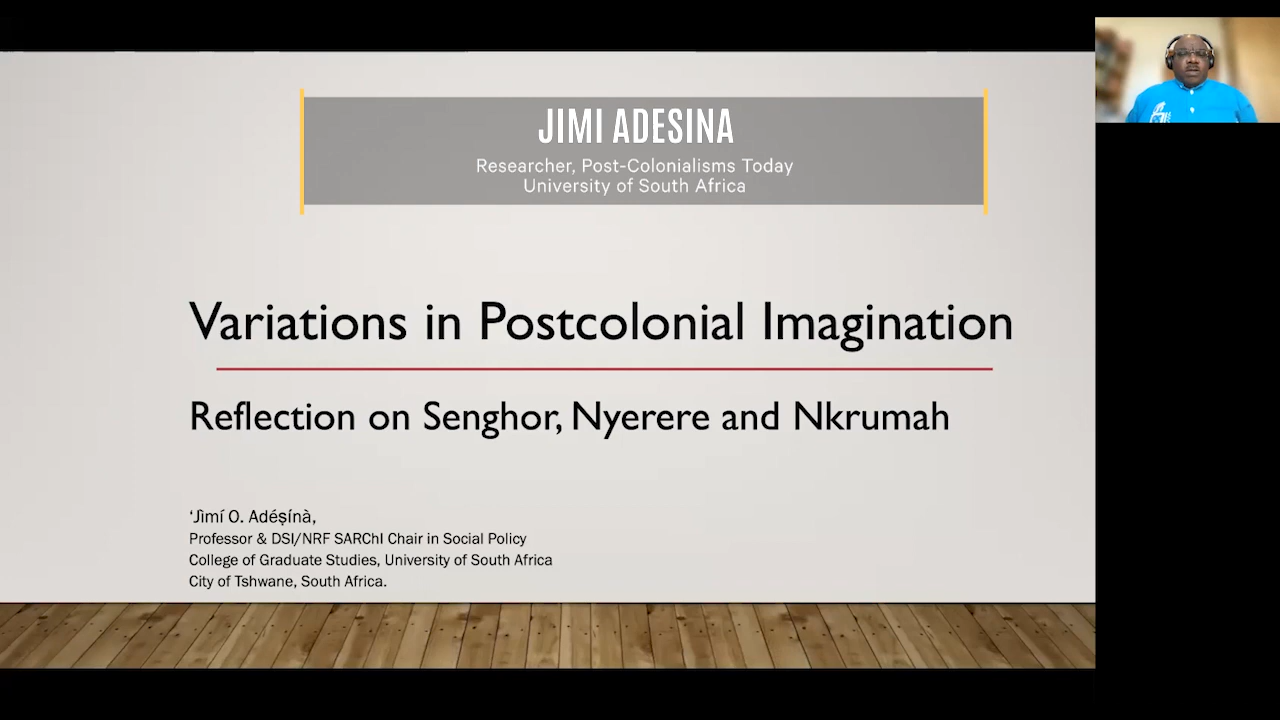 JIMI ADESINA
Researcher, Post-Colonialisms Today
University of South Africa
Variations in Postcolonial Imagination
Reflection on Senghor, Nyerere and Nkrumah
‘Jìmí O. Adéṣínà,
Professor & DSI/NRF SARChI Chair in Social Policy
College of Graduate Studies, University of South Africa
City of Tshwane, South Africa.